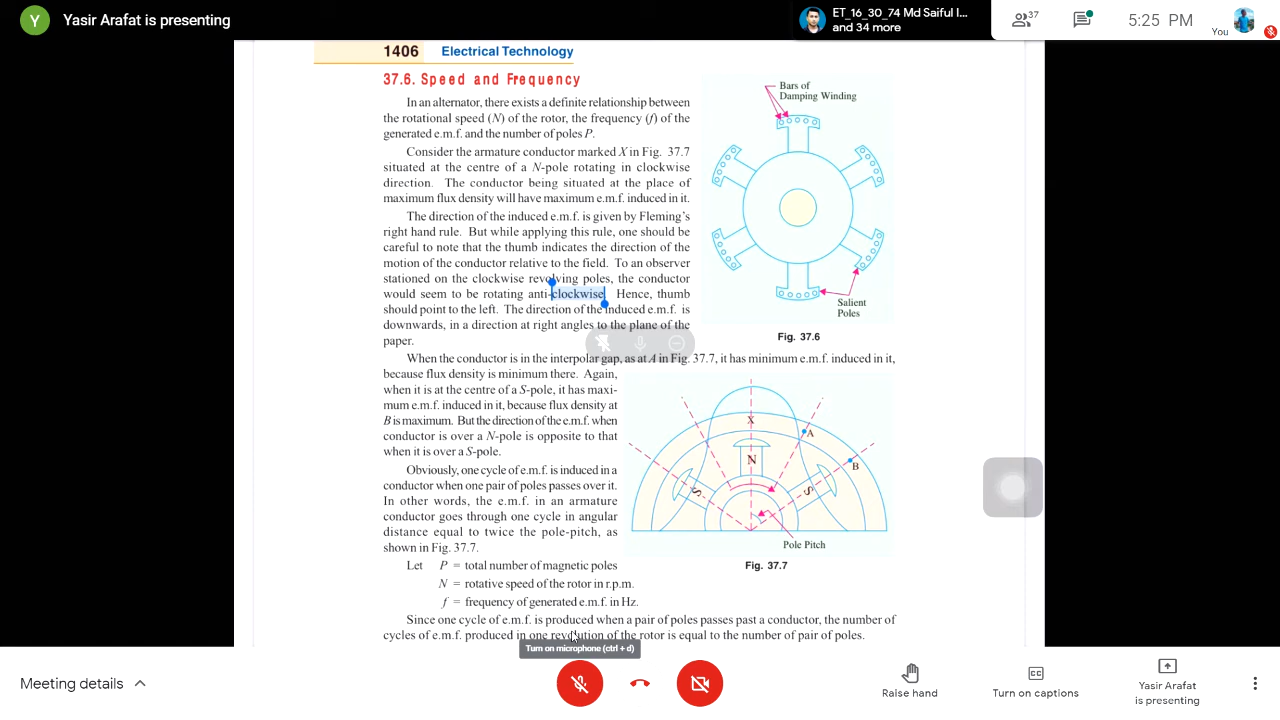 Y Yasir Arafat is presenting
ET_16_30_74 Md Saiful I...
and 34 more
37
5:25 PM
You
1406 Electrical Technology
37.6. Speed and Frequency
In an alternator, there exists a definite relationship between
the rotational speed (N) of the rotor, the frequency (f) of the
generated e.m.f. and the number of poles P.
Consider the armature conductor marked X in Fig. 37.7
situated at the centre of a N-pole rotating in clockwise
direction. The conductor being situated at the place of
maximum flux density will have maximum e.m.f. induced in it.
The direction of the induced e.m.f. is given by Fleming's
right hand rule. But while applying this rule, one should be
careful to note that the thumb indicates the direction of the
motion of the conductor relative to the field. To an observer
stationed on the clockwise revolving poles, the conductor
would seem to be rotating anti-clockwise. Hence, thumb
should point to the left. The direction of the induced e.m.f. is
downwards, in a direction at right angles to the plane of the
paper.
Bars of
Damping Winding
Salient
Poles
Fig. 37.6
When the conductor is in the interpolar gap, as at A in Fig. 37.7, it has minimum e.m.f. induced in it,
because flux density is minimum there. Again,
when it is at the centre of a S-pole, it has maxi-
mum e.m.f. induced in it, because flux density at
B is maximum. But the direction of the e.m.f. when
conductor is over a N-pole is opposite to that
when it is over a S-pole.
Obviously, one cycle of e.m.f. is induced in a
conductor when one pair of poles passes over it.
In other words, the e.m.f. in an armature
conductor goes through one cycle in angular
distance equal to twice the pole-pitch, as
shown in Fig. 37.7.
X
A
B
N
S
S
Pole Pitch
Fig. 37.7
Let P = total number of magnetic poles
N = rotative speed of the rotor in r.p.m.
f = frequency of generated e.m.f. in Hz.
Since one cycle of e.m.f. is produced when a pair of poles passes past a conductor, the number of
cycles of e.m.f. produced in one revolution of the rotor is equal to the number of pair of poles.
Turn on microphone (ctrl + d)
Meeting details
Raise hand
Turn on captions
Yasir Arafat
is presenting